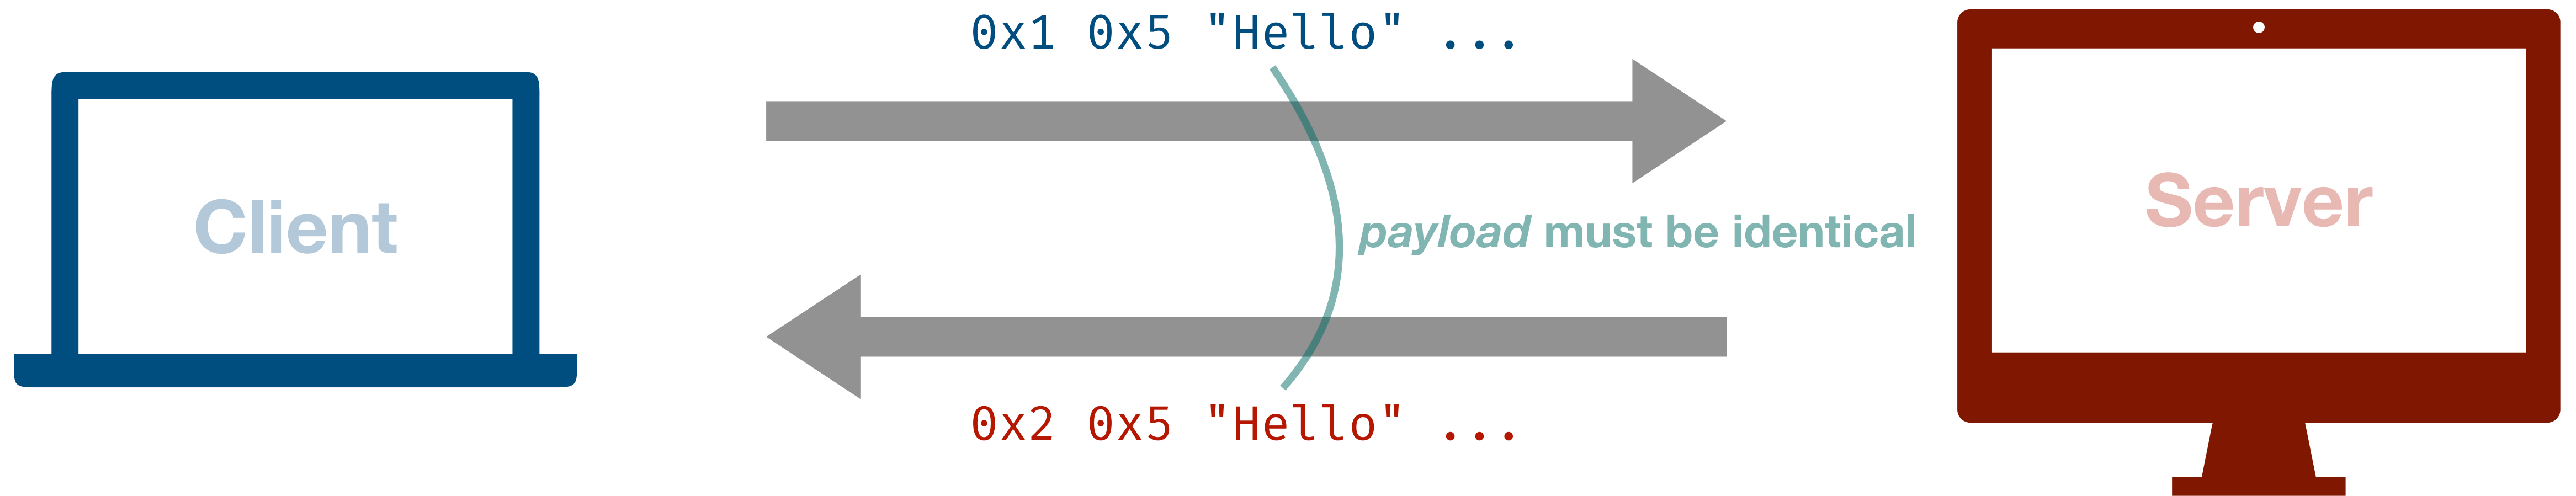 0x1 0x5 "Hello" ...
Client
payload must be identical
Server
0x2 0x5 "Hello" ...